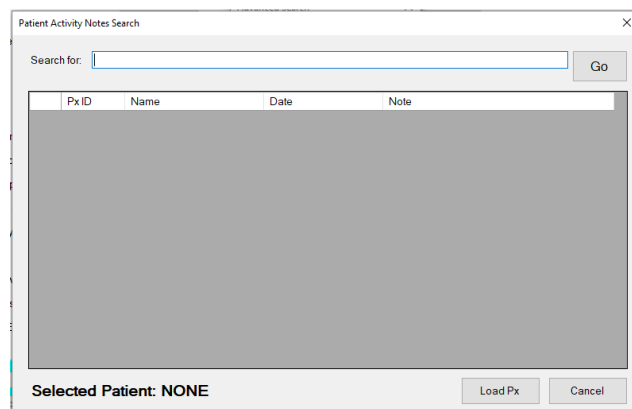 Patient Activity Notes Search
Search for:
Go
Px ID Name Date Note
Selected Patient: NONE
Load Px Cancel